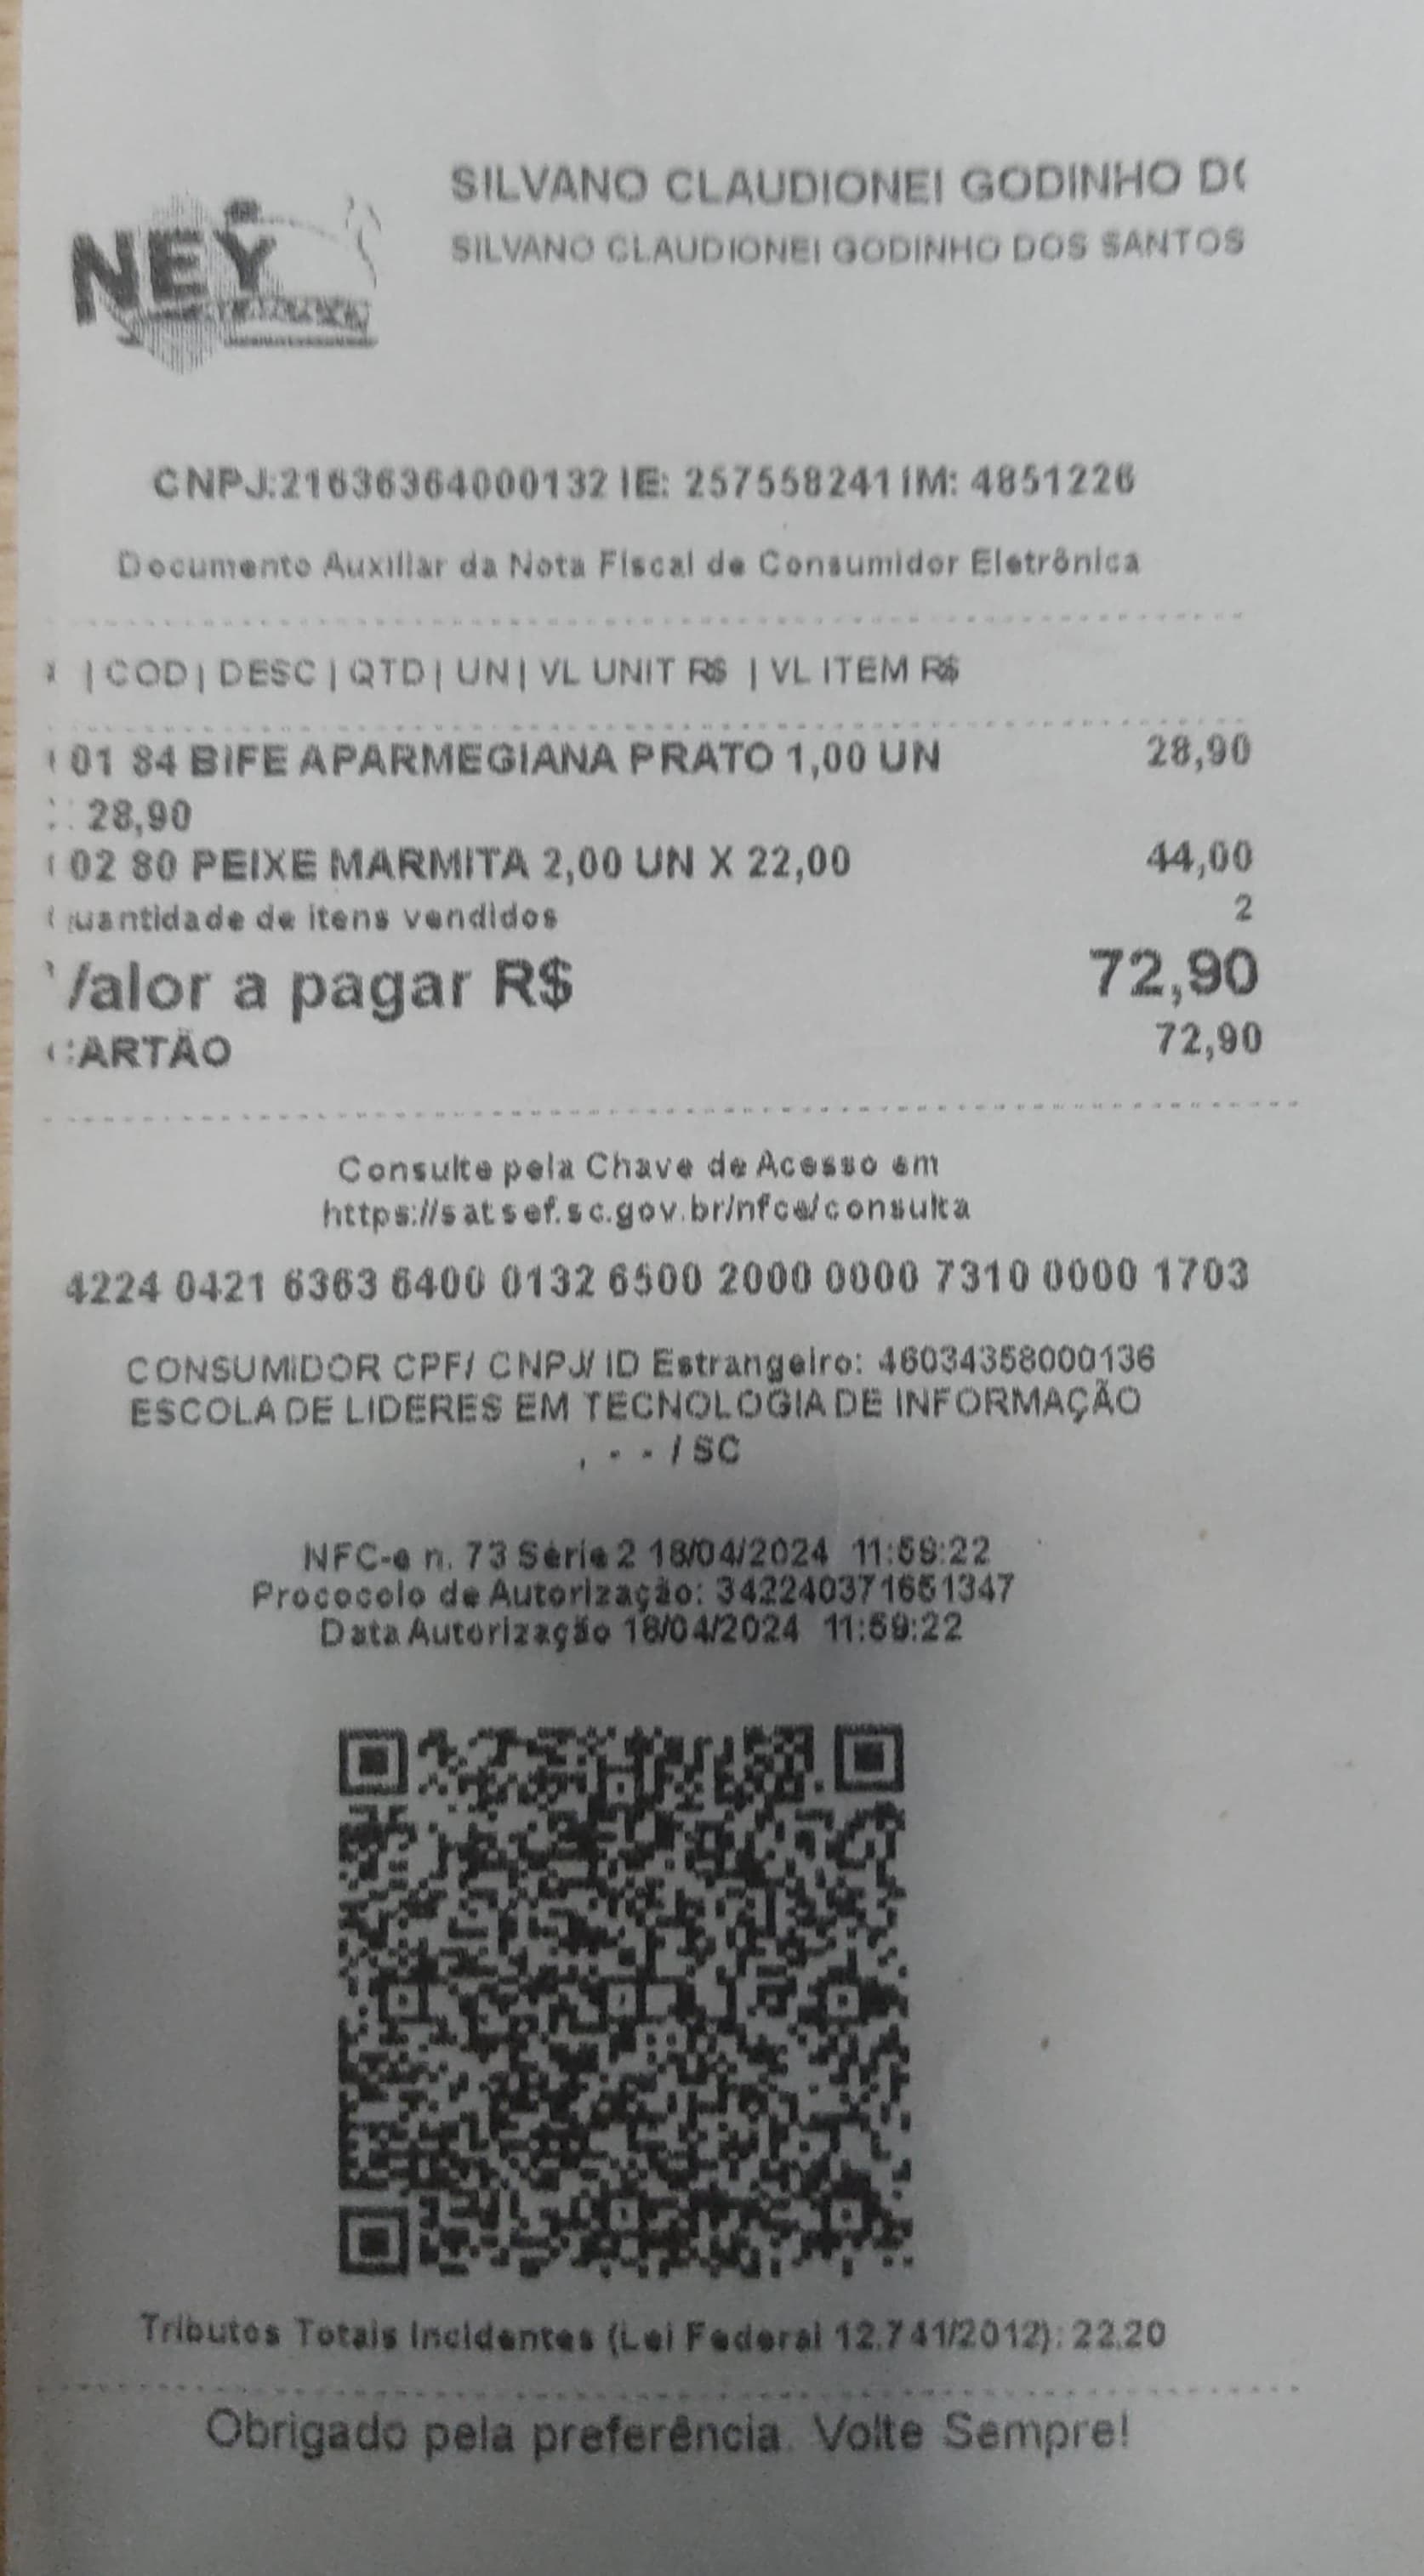 NEY
SILVANO CLAUDIONEI GODINHO DO
SILVANO CLAUDIONEI GODINHO DOS SANTOS
CNPJ:21636364000132 IE: 257558241 IM: 4851226
Documento Auxiliar da Nota Fiscal de Consumidor Eletrônica
| COD | DESC | QTD | UN | VL UNIT R$ | VL ITEM R$
01 84 BIFE APARMEGIANA PRATO 1,00 UN 28,90
28,90
02 80 PEIXE MARMITA 2,00 UN X 22,00 44,00
Quantidade de itens vendidos 2
Valor a pagar R$ 72,90
CARTÃO 72,90
Consulte pela Chave de Acesso em
https://sat.sef.sc.gov.br/nfce/consulta
4224 0421 6363 6400 0132 6500 2000 0000 7310 0000 1703
CONSUMIDOR CPF/ CNPJ/ ID Estrangeiro: 46034358000136
ESCOLA DE LIDERES EM TECNOLOGIA DE INFORMAÇÃO
, - - / SC
NFC-e n. 73 Serie 2 18/04/2024 11:59:22
Prococolo de Autorização: 342240371651347
Data Autorização 18/04/2024 11:59:22
Tributos Totais Incidentes (Lei Federal 12.741/2012): 22,20
Obrigado pela preferência. Volte Sempre!